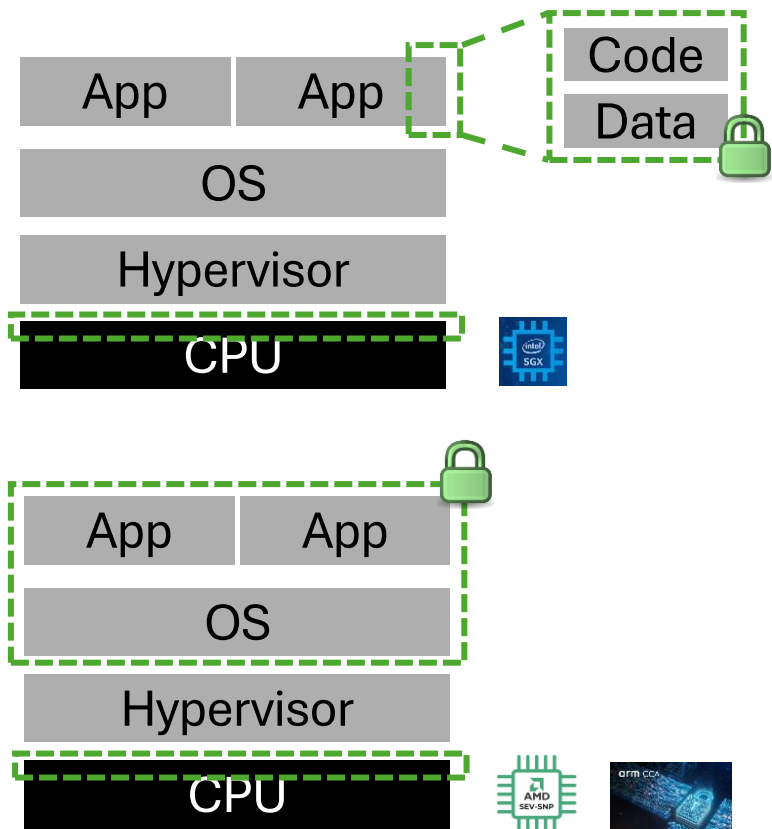 App App
Code
Data
OS
Hypervisor
CPU
intel
SGX
App App
OS
Hypervisor
CPU
AMD
SEV-SNP
arm CCA